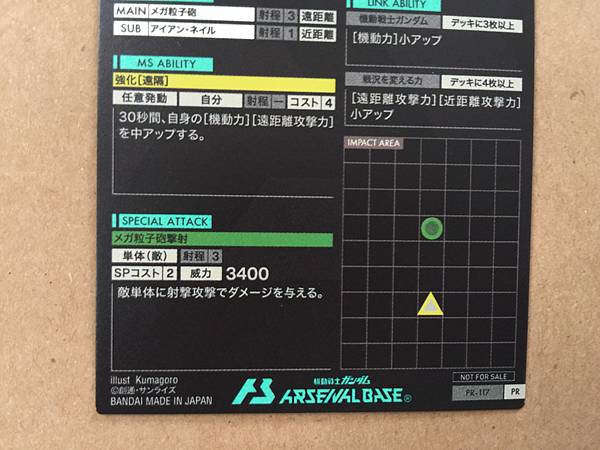 MAIN メガ粒子砲 射程 3 遠距離
SUB アイアン・ネイル 射程 1 近距離
MS ABILITY
強化[遠隔]
任意発動 自分 射程 ー コスト 4
30秒間、自身の[機動力][遠距離攻撃力]
を中アップする。
SPECIAL ATTACK
メガ粒子砲撃射
単体(敵) 射程 3
SPコスト 2 威力 3400
敵単体に射撃攻撃でダメージを与える。
LINK ABILITY
機動戦士ガンダム デッキに3枚以上
[機動力]小アップ
戦況を変える力 デッキに4枚以上
[遠距離攻撃力][近距離攻撃力]
小アップ
IMPACT AREA
illust Kumagoro
©創通・サンライズ
BANDAI MADE IN JAPAN
機動戦士ガンダム
ARSENAL BASE®
NOT FOR SALE
PR-117 PR